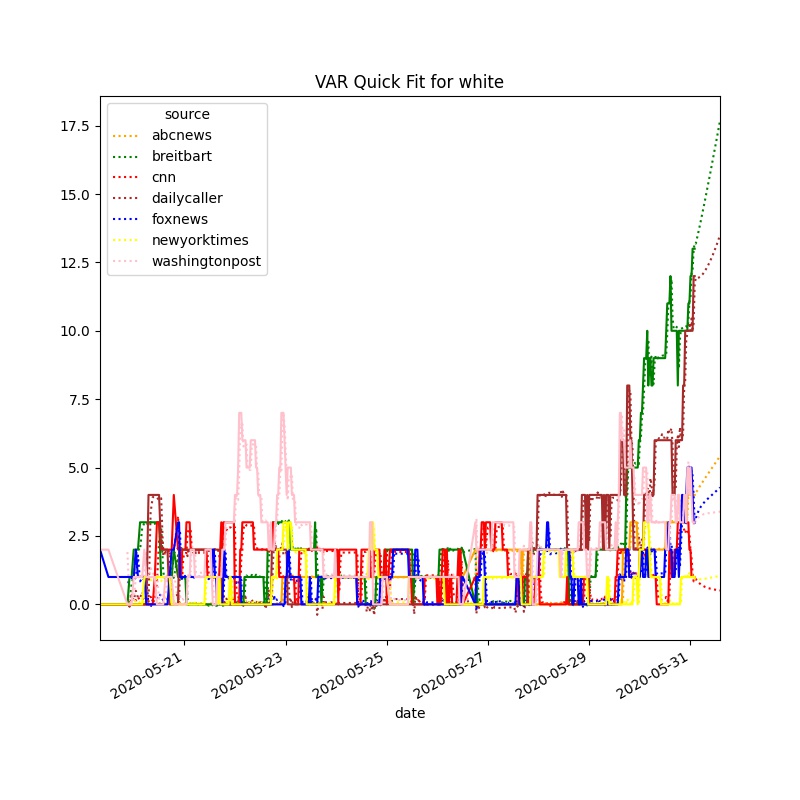 VAR Quick Fit for white
source
abcnews
breitbart
cnn
dailycaller
foxnews
newyorktimes
washingtonpost
17.5
15.0
12.5
10.0
7.5
5.0
2.5
0.0
2020-05-21
2020-05-23
2020-05-25
2020-05-27
2020-05-29
2020-05-31
date